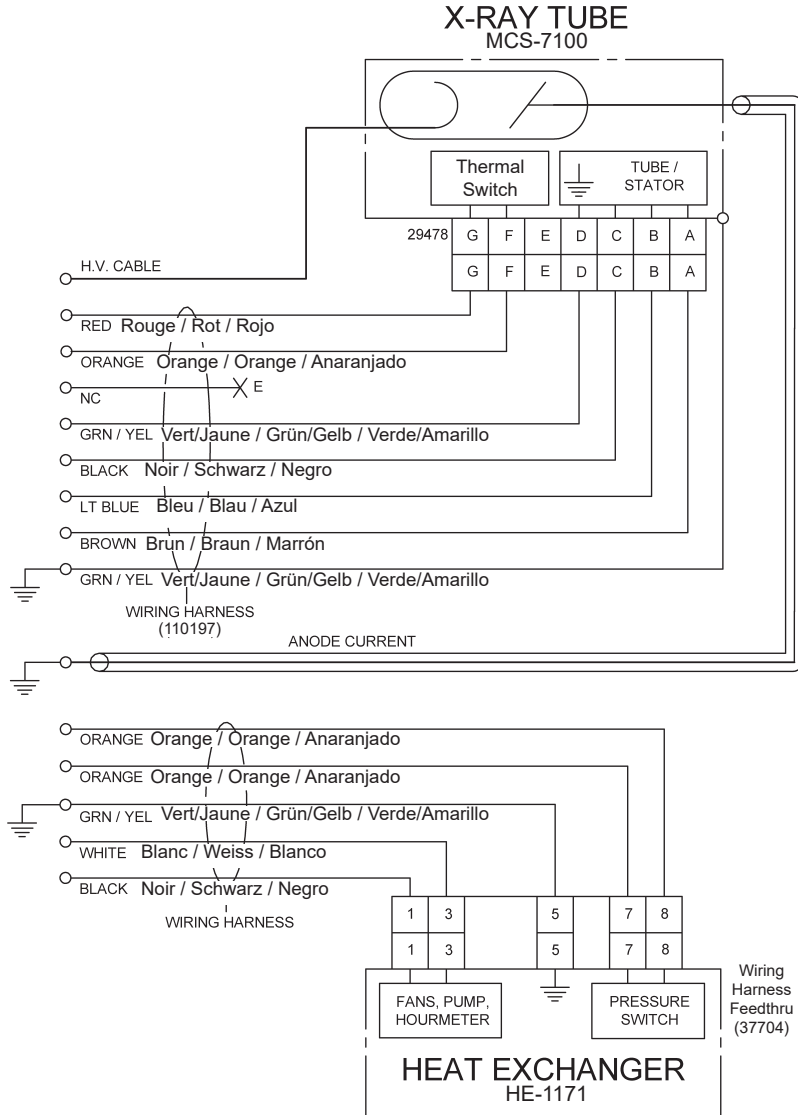 X-RAY TUBE
MCS-7100
Thermal
Switch
TUBE /
STATOR
29478 G F E D C B A
G F E D C B A
H.V. CABLE
RED Rouge / Rot / Rojo
ORANGE Orange / Orange / Anaranjado
E
NC
GRN / YEL Vert/Jaune / Grün/Gelb / Verde/Amarillo
BLACK Noir / Schwarz / Negro
LT BLUE Bleu / Blau / Azul
BROWN Brun / Braun / Marrón
GRN / YEL Vert/Jaune / Grün/Gelb / Verde/Amarillo
WIRING HARNESS
(110197)
ANODE CURRENT
ORANGE Orange / Orange / Anaranjado
ORANGE Orange / Orange / Anaranjado
GRN / YEL Vert/Jaune / Grün/Gelb / Verde/Amarillo
WHITE Blanc / Weiss / Blanco
BLACK Noir / Schwarz / Negro
WIRING HARNESS
1 3 5 7 8
1 3 5 7 8
FANS, PUMP,
HOURMETER
PRESSURE
SWITCH
Wiring
Harness
Feedthru
(37704)
HEAT EXCHANGER
HE-1171